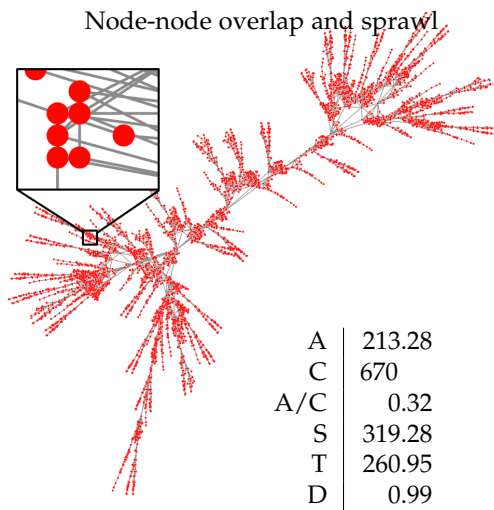 Node-node overlap and sprawl
A 213.28
C 670
A/C 0.32
S 319.28
T 260.95
D 0.99